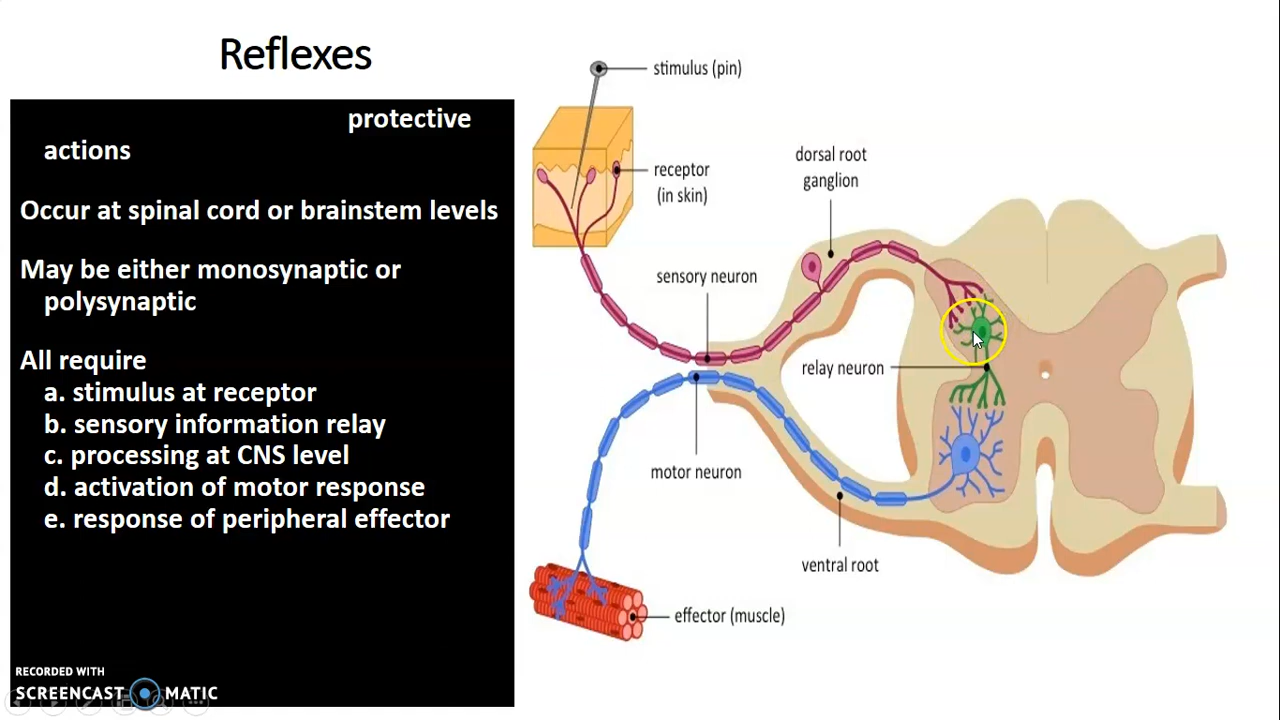 Reflexes
protective
actions
Occur at spinal cord or brainstem levels
May be either monosynaptic or
polysynaptic
All require
a. stimulus at receptor
b. sensory information relay
c. processing at CNS level
d. activation of motor response
e. response of peripheral effector
RECORDED WITH
SCREENCAST MATIC
stimulus (pin)
receptor
(in skin)
dorsal root
ganglion
sensory neuron
relay neuron
motor neuron
ventral root
effector (muscle)